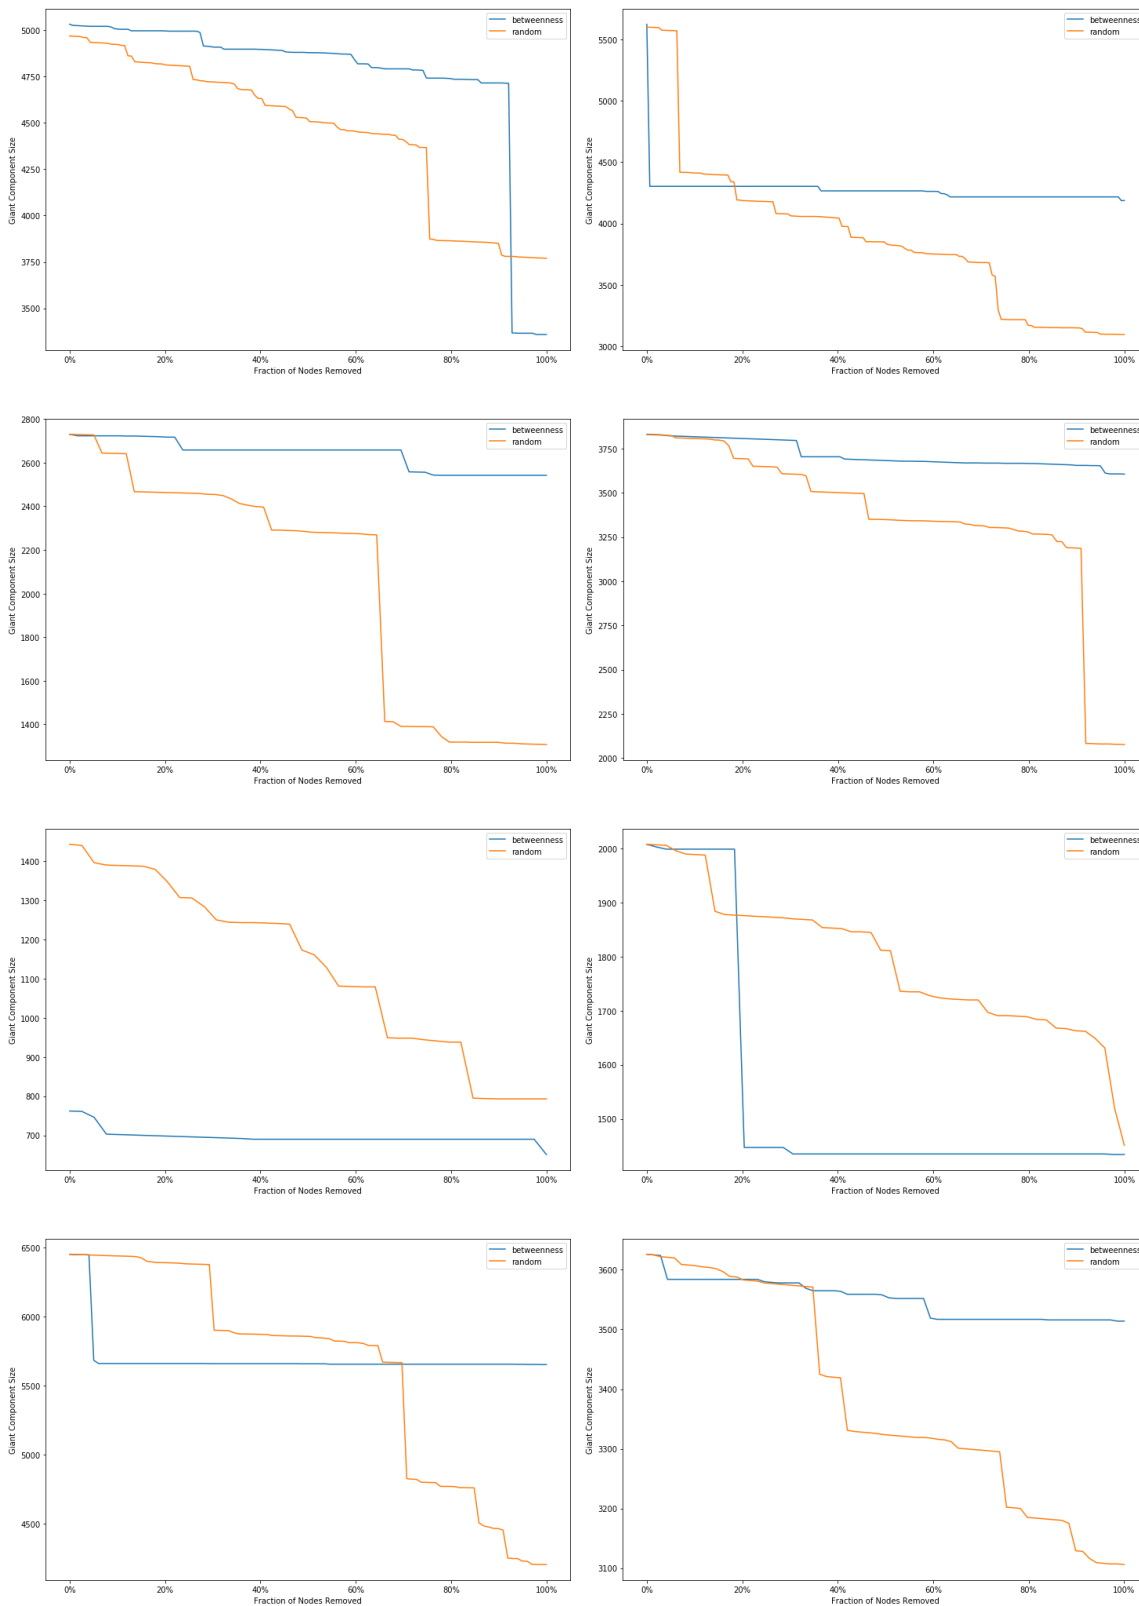 betweenness
random
5000
4750
4500
4250
4000
3750
3500
Giant Component Size
0% 20% 40% 60% 80% 100%
Fraction of Nodes Removed
betweenness
random
5500
5000
4500
4000
3500
3000
Giant Component Size
0% 20% 40% 60% 80% 100%
Fraction of Nodes Removed
betweenness
random
2800
2600
2400
2200
2000
1800
1600
1400
Giant Component Size
0% 20% 40% 60% 80% 100%
Fraction of Nodes Removed
betweenness
random
3750
3500
3250
3000
2750
2500
2250
2000
Giant Component Size
0% 20% 40% 60% 80% 100%
Fraction of Nodes Removed
betweenness
random
1400
1300
1200
1100
1000
900
800
700
Giant Component Size
0% 20% 40% 60% 80% 100%
Fraction of Nodes Removed
betweenness
random
2000
1900
1800
1700
1600
1500
Giant Component Size
0% 20% 40% 60% 80% 100%
Fraction of Nodes Removed
betweenness
random
6500
6000
5500
5000
4500
Giant Component Size
0% 20% 40% 60% 80% 100%
Fraction of Nodes Removed
betweenness
random
3600
3500
3400
3300
3200
3100
Giant Component Size
0% 20% 40% 60% 80% 100%
Fraction of Nodes Removed